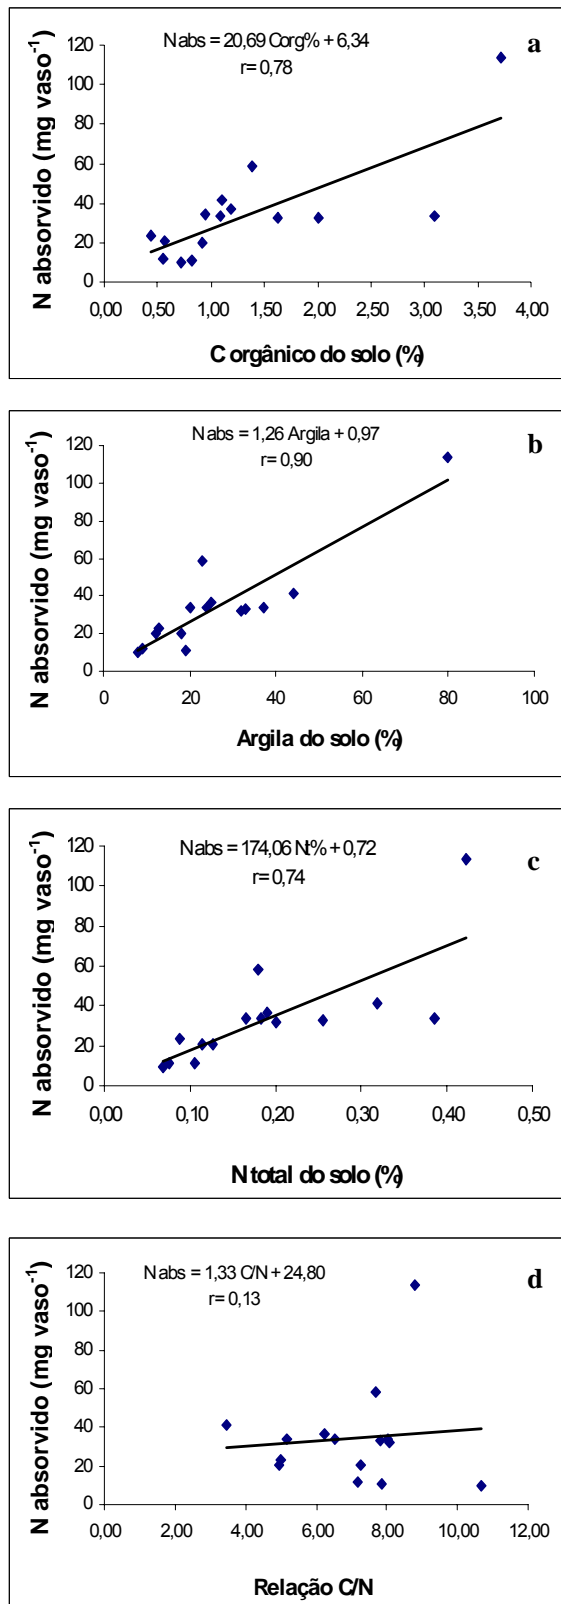 Nabs = 20,69 Corg% + 6,34
r= 0,78
a
N absorvido (mg vaso-1)
120
100
80
60
40
20
0
0,00 0,50 1,00 1,50 2,00 2,50 3,00 3,50 4,00
C orgânico do solo (%)
Nabs = 1,26 Argila + 0,97
r= 0,90
b
N absorvido (mg vaso-1)
120
100
80
60
40
20
0
0 20 40 60 80 100
Argila do solo (%)
Nabs = 174,06 Nt% + 0,72
r= 0,74
c
N absorvido (mg vaso-1)
120
100
80
60
40
20
0
0,00 0,10 0,20 0,30 0,40 0,50
N total do solo (%)
Nabs = 1,33 C/N + 24,80
r= 0,13
d
N absorvido (mg vaso-1)
120
100
80
60
40
20
0
0,00 2,00 4,00 6,00 8,00 10,00 12,00
Relação C/N